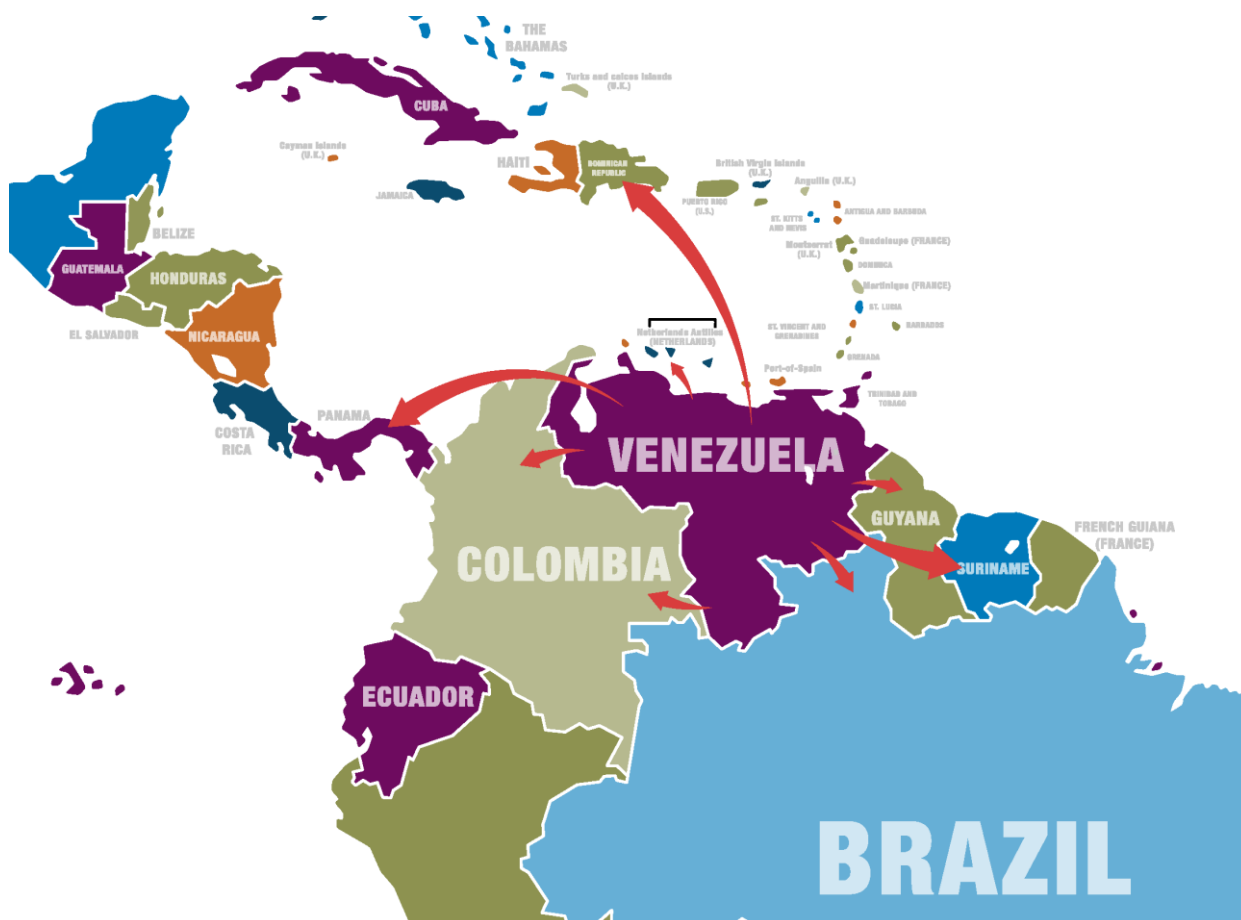 THE
BAHAMAS
Turks and caicos Islands
(U.K.)
CUBA
Cayman Islands
(U.K.)
HAITI
DOMINICAN
REPUBLIC
JAMAICA
PUERTO RICO
(U.S.)
British Virgin Islands
(U.K.)
Anguilla (U.K.)
ST. KITTS
AND NEVIS
ANTIGUA AND BARBUDA
Montserrat
(U.K.)
Guadeloupe (FRANCE)
DOMINICA
Martinique (FRANCE)
ST. LUCIA
ST. VINCENT AND
GRENADINES
BARBADOS
GRENADA
Netherlands Antilles
(NETHERLANDS)
Port-of-Spain
TRINIDAD AND
TOBAGO
BELIZE
GUATEMALA
HONDURAS
EL SALVADOR
NICARAGUA
COSTA
RICA
PANAMA
VENEZUELA
GUYANA
SURINAME
FRENCH GUIANA
(FRANCE)
COLOMBIA
ECUADOR
BRAZIL